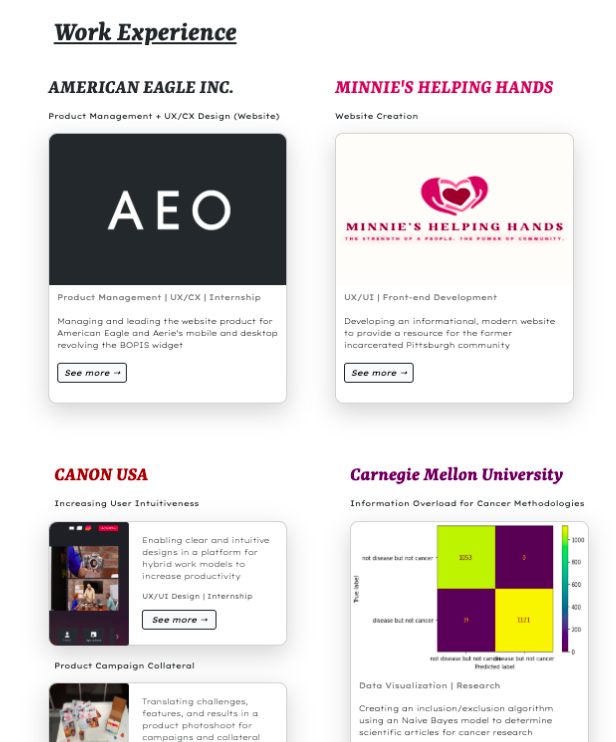 Work Experience
AMERICAN EAGLE INC.
Product Management + UX/CX Design (Website)
AEO
Product Management | UX/CX | Internship
Managing and leading the website product for
American Eagle and Aerie's mobile and desktop
revolving the BOPIS widget
See more →
MINNIE'S HELPING HANDS
Website Creation
MINNIE'S HELPING HANDS
THE STRENGTH OF A PEOPLE. THE POWER OF COMMUNITY.
UX/UI | Front-end Development
Developing an informational, modern website
to provide a resource for the former
incarcerated Pittsburgh community
See more →
CANON USA
Increasing User Intuitiveness
Enabling clear and intuitive
designs in a platform for
hybrid work models to
increase productivity
UX/UI Design | Internship
See more →
Product Campaign Collateral
Translating challenges,
features, and results in a
product photoshoot for
campaigns and collateral
Carnegie Mellon University
Information Overload for Cancer Methodologies
True label
not disease but not cancer
disease but not cancer
1053
0
1121
not disease but not cancer
disease but not cancer
Predicted label
1000
800
600
400
200
0
Data Visualization | Research
Creating an inclusion/exclusion algorithm
using an Naive Bayes model to determine
scientific articles for cancer research